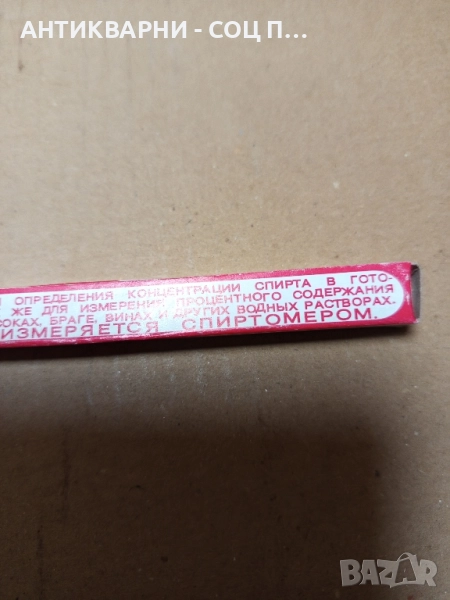 АНТИКВАРНИ - СОЦ П...
ОПРЕДЕЛЕНИЯ КОНЦЕНТРАЦИИ СПИРТА В ГОТО-
ЖЕ ДЛЯ ИЗМЕРЕНИЯ ПРОЦЕНТНОГО СОДЕРЖАНИЯ
СОКАХ, БРАГЕ, ВИНАХ И ДРУГИХ ВОДНЫХ РАСТВОРАХ.
ИЗМЕРЯЕТСЯ СПИРТОМЕРОМ.
BAZAR